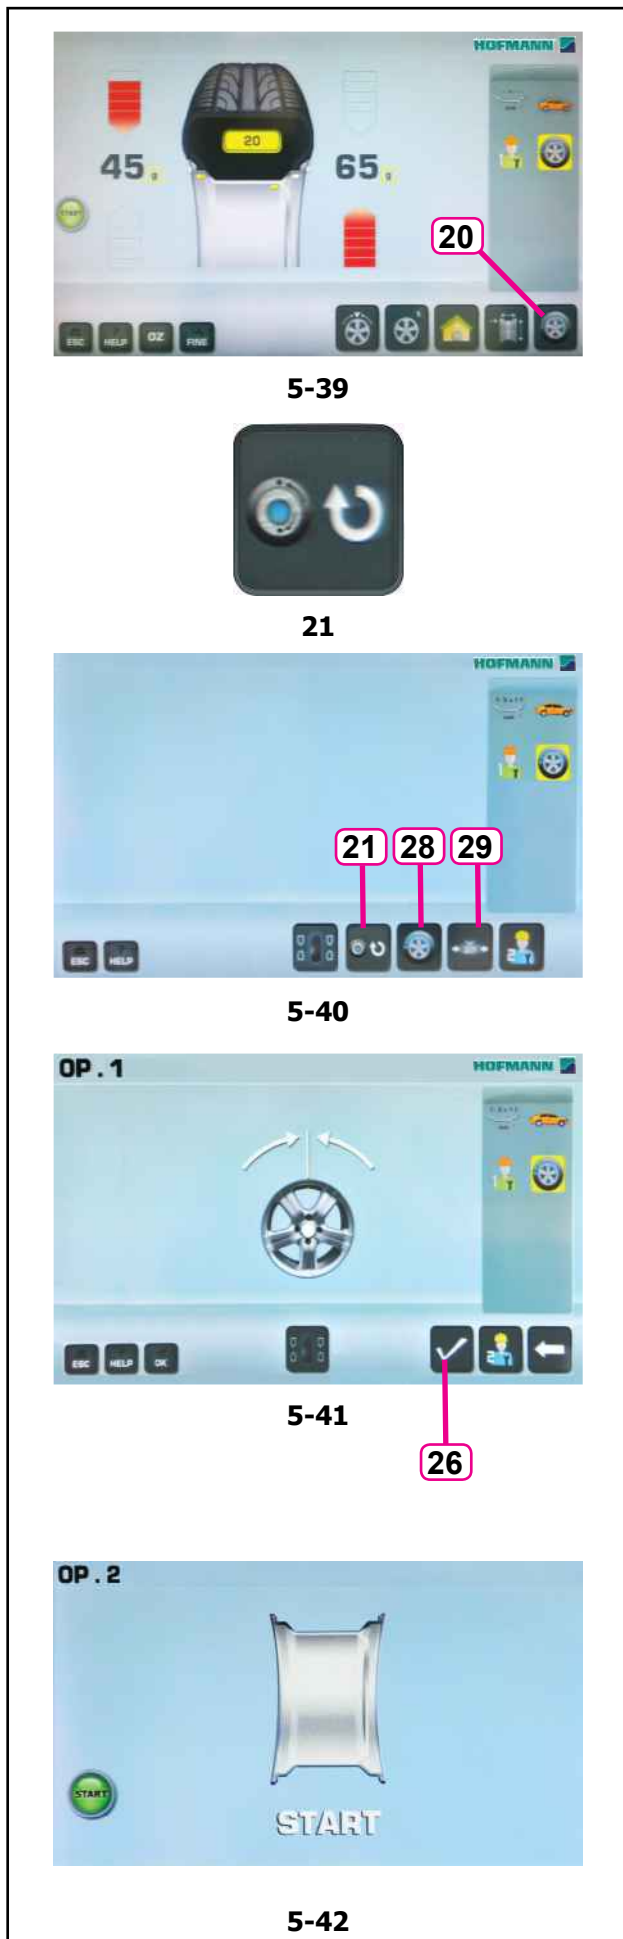 HOFMANN
20
45 g
65 g
START
20
ESC
HELP
OZ
FINE
5-39
21
HOFMANN
21
28
29
ESC
HELP
5-40
OP.1
HOFMANN
ESC
HELP
OK
5-41
26
OP.2
START
START
5-42